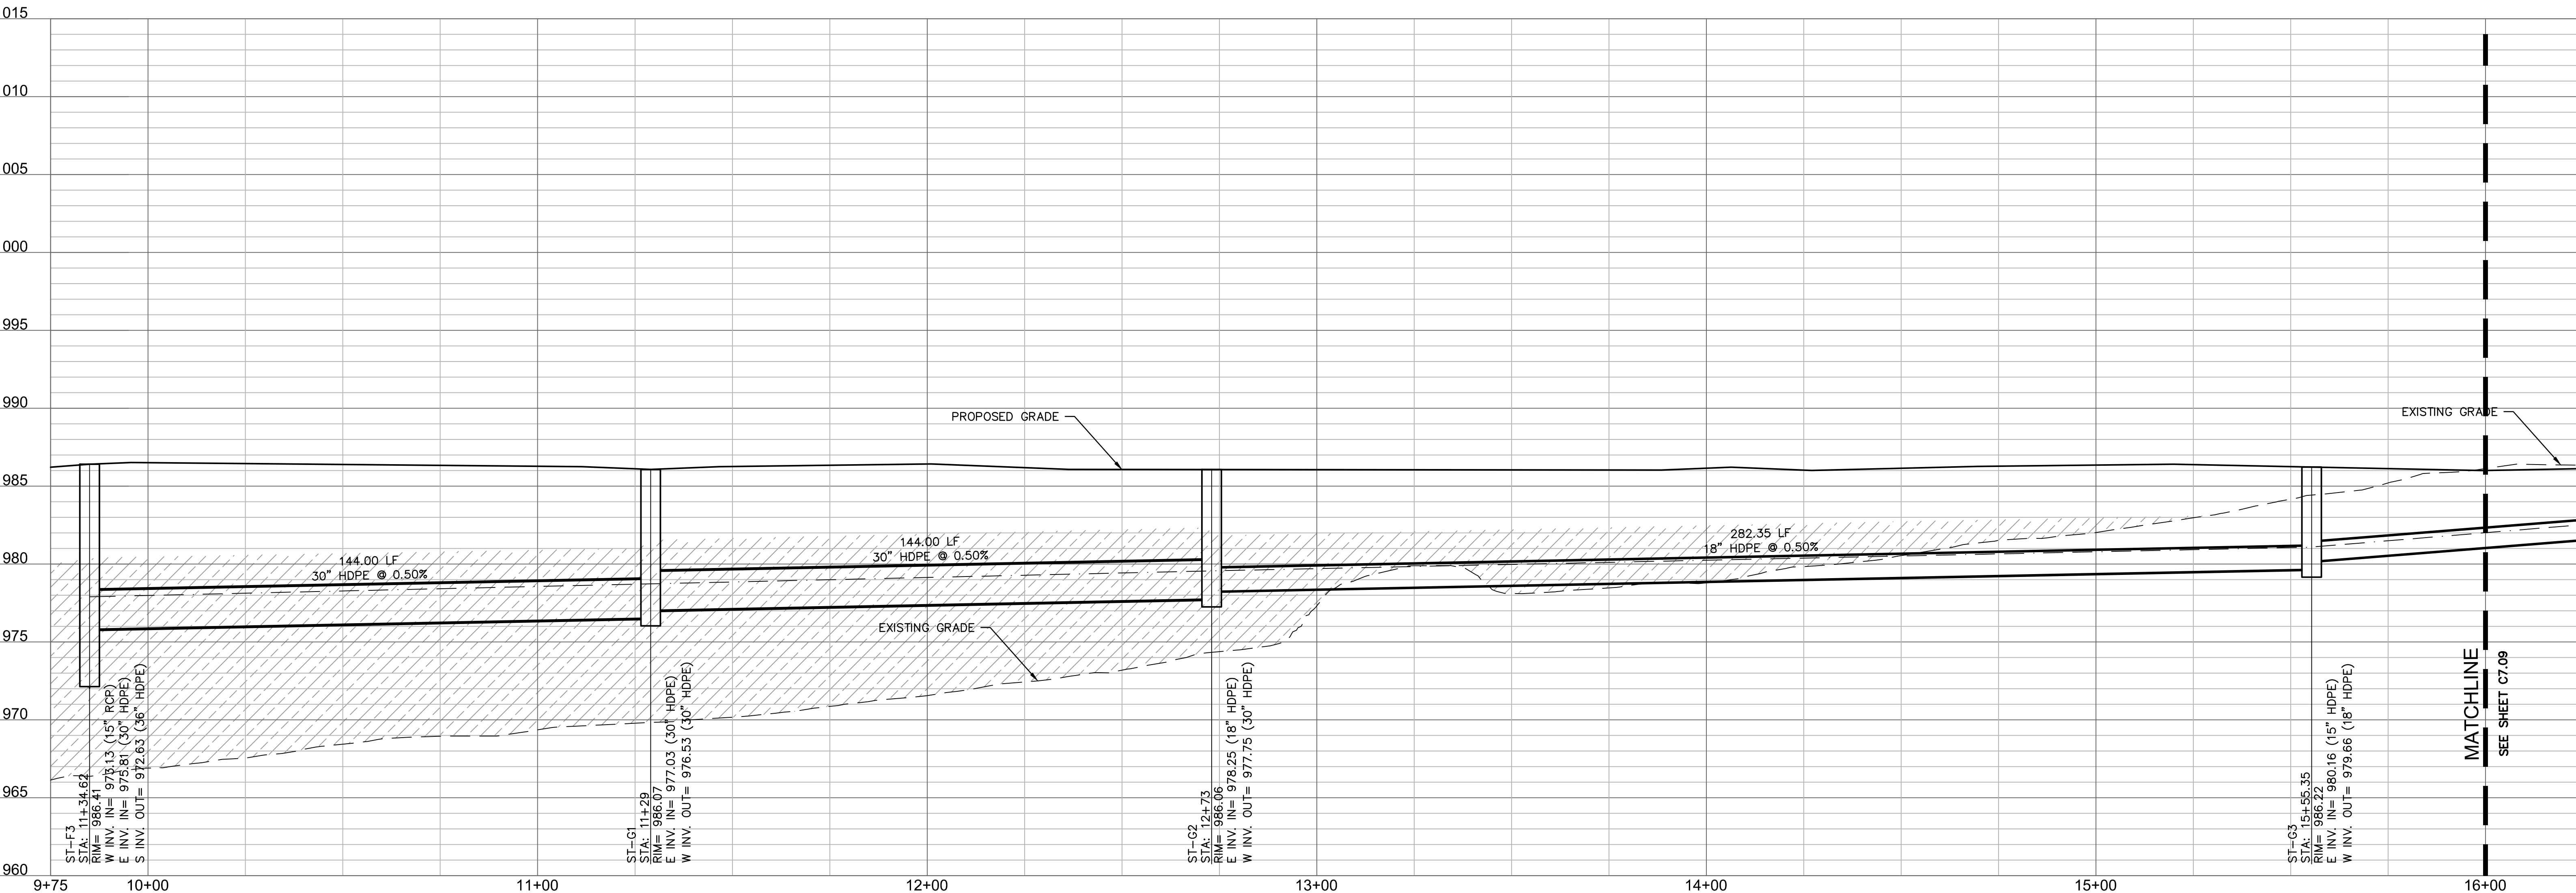 015
010
005
000
995
990
985
980
975
970
965
960
PROPOSED GRADE
EXISTING GRADE
144.00 LF
30" HDPE @ 0.50%
144.00 LF
30" HDPE @ 0.50%
282.35 LF
18" HDPE @ 0.50%
EXISTING GRADE
ST-F3
STA: 11+34.62
RIM= 986.41
W INV. IN= 973.13 (15" RCP)
E INV. IN= 975.81 (30" HDPE)
S INV. OUT= 972.63 (36" HDPE)
ST-G1
STA: 11+29
RIM= 986.07
E INV. IN= 977.03 (30" HDPE)
W INV. OUT= 976.53 (30" HDPE)
ST-G2
STA: 12+73
RIM= 986.06
E INV. IN= 978.25 (18" HDPE)
W INV. OUT= 977.75 (30" HDPE)
ST-G3
STA: 15+55.35
RIM= 986.22
E INV. IN= 980.16 (15" HDPE)
W INV. OUT= 979.66 (18" HDPE)
MATCHLINE
SEE SHEET C7.09
9+75
10+00
11+00
12+00
13+00
14+00
15+00
16+00